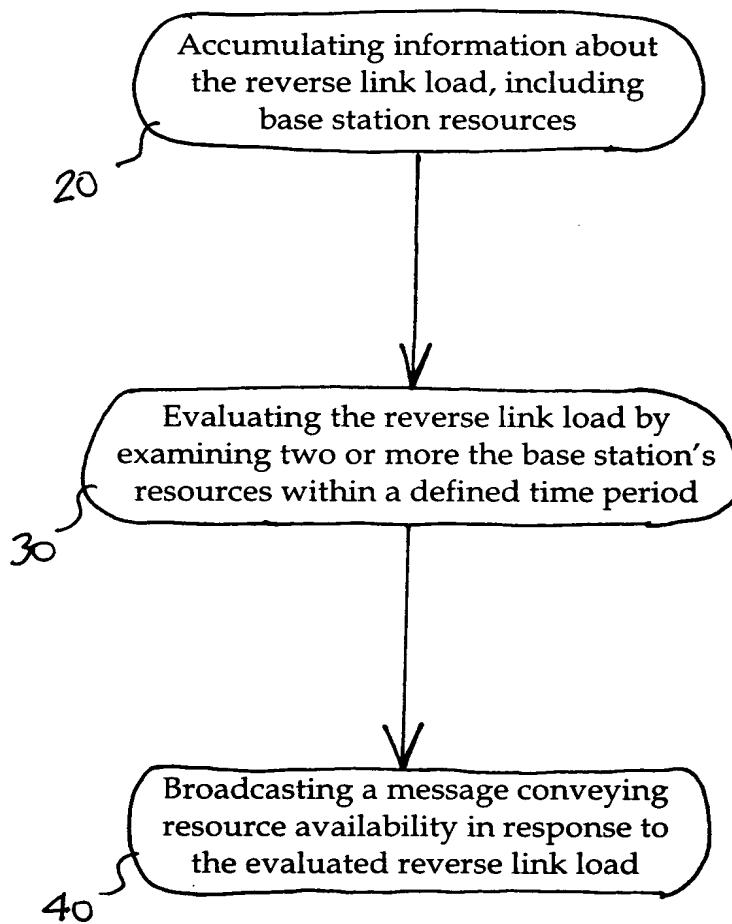 Accumulating information about
the reverse link load, including
base station resources
20
Evaluating the reverse link load by
examining two or more the base station's
resources within a defined time period
30
Broadcasting a message conveying
resource availability in response to
the evaluated reverse link load
40